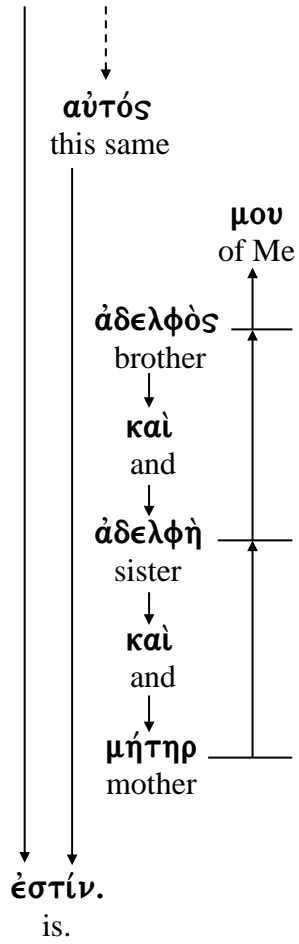 αὐτός
this same
μου
of Me
ἀδελφὸς
brother
καὶ
and
ἀδελφὴ
sister
καὶ
and
μήτηρ
mother
ἐστίν.
is.